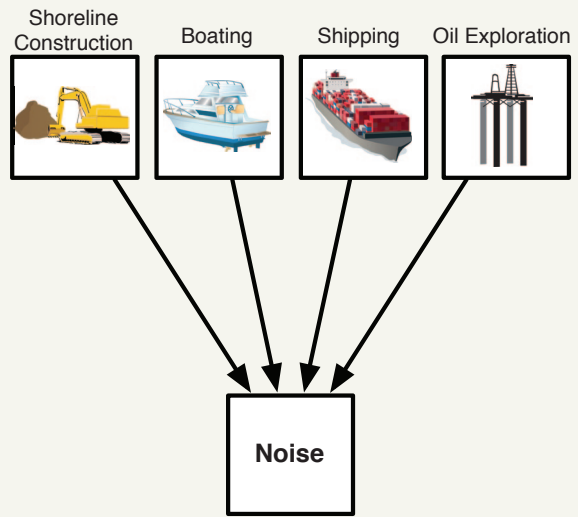 Shoreline
Construction
Boating
Shipping
Oil Exploration
Noise